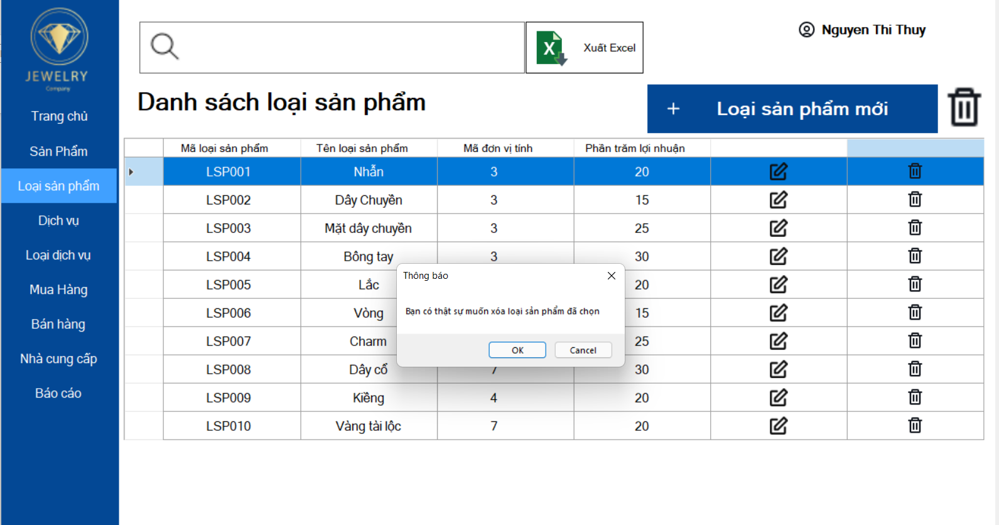 JEWELRY
Company
Trang chủ
Sản Phẩm
Loại sản phẩm
Dịch vụ
Loại dịch vụ
Mua Hàng
Bán hàng
Nhà cung cấp
Báo cáo
X Xuất Excel
Nguyen Thi Thuy
Danh sách loại sản phẩm
+ Loại sản phẩm mới
Mã loại sản phẩm Tên loại sản phẩm Mã đơn vị tính Phần trăm lợi nhuận
LSP001 Nhẫn 3 20
LSP002 Dây Chuyền 3 15
LSP003 Mặt dây chuyền 3 25
LSP004 Bông tay 3 30
LSP005 Lắc 20
LSP006 Vòng 15
LSP007 Charm 25
LSP008 Dây cổ 7 30
LSP009 Kiềng 4 20
LSP010 Vàng tài lộc 7 20
Thông báo
Bạn có thật sự muốn xóa loại sản phẩm đã chọn
OK Cancel